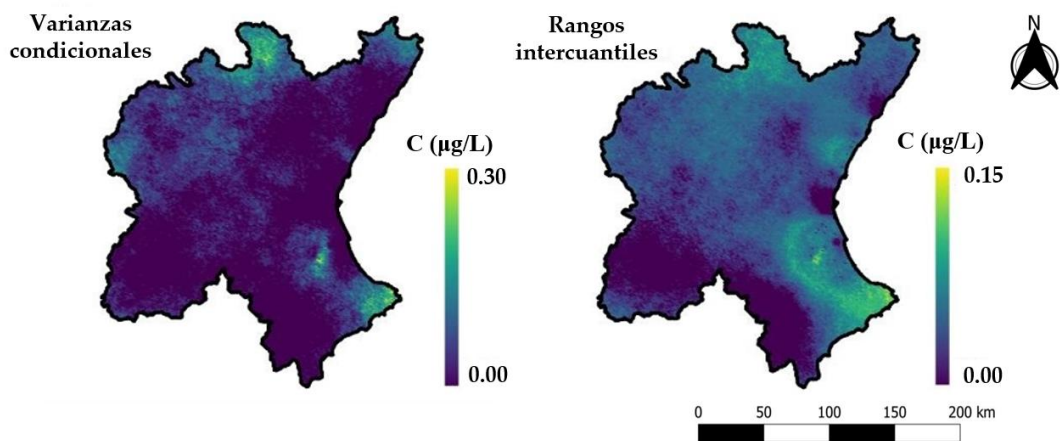 Varianzas
condicionales
Rangos
intercuantiles
N
C (µg/L)
0.30
0.00
C (µg/L)
0.15
0.00
0 50 100 150 200 km